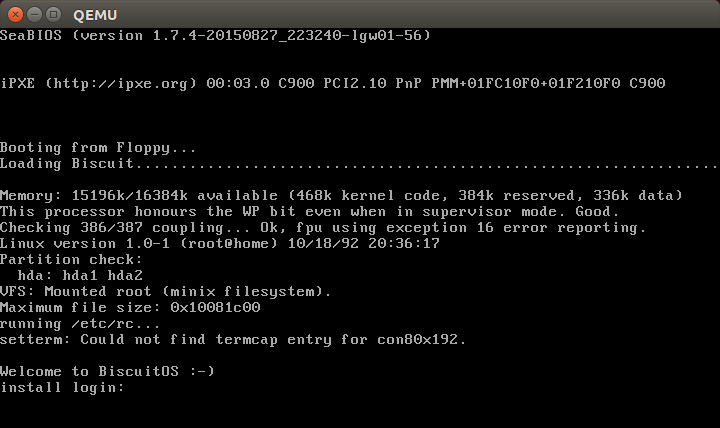 QEMU
SeaBIOS (version 1.7.4-20150827_223240-lgw01-56)
iPXE (http://ipxe.org) 00:03.0 C900 PCI2.10 PnP PMM+01FC10F0+01F210F0 C900
Booting from Floppy...
Loading Biscuit.................................................................
Memory: 15196k/16384k available (468k kernel code, 384k reserved, 336k data)
This processor honours the WP bit even when in supervisor mode. Good.
Checking 386/387 coupling... Ok, fpu using exception 16 error reporting.
Linux version 1.0-1 (root@home) 10/18/92 20:36:17
Partition check:
  hda: hda1 hda2
VFS: Mounted root (minix filesystem).
Maximum file size: 0x10081c00
running /etc/rc...
setterm: Could not find termcap entry for con80x192.
Welcome to BiscuitOS :-)
install login: